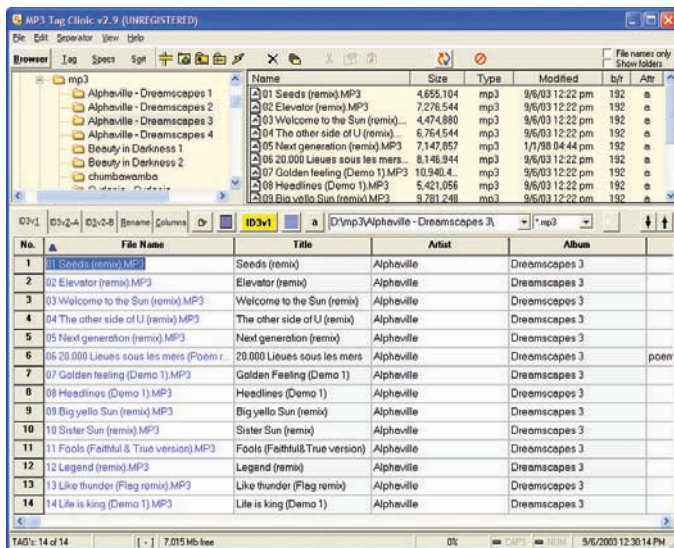 MP3 Tag Clinic v2.9 (UNREGISTERED)
File Edit Separator View Help
Browser Tag Specs Sort File names only
Show folders
mp3
Alphaville - Dreamscapes 1
Alphaville - Dreamscapes 2
Alphaville - Dreamscapes 3
Alphaville - Dreamscapes 4
Beauty in Darkness 1
Beauty in Darkness 2
chumbawamba
Name Size Type Modified b/r Attr
01 Seeds (remix).MP3 4,655,104 mp3 9/6/03 12:22 pm 192 a
02 Elevator (remix).MP3 7,276,544 mp3 9/6/03 12:22 pm 192 a
03 Welcome to the Sun (remix).... 4,474,880 mp3 9/6/03 12:22 pm 192 a
04 The other side of U (remix).... 6,764,544 mp3 9/6/03 12:22 pm 192 a
05 Next generation (remix).MP3 7,147,857 mp3 1/1/98 04:44 pm 192 a
06 20.000 Lieues sous les mers... 8,146,944 mp3 9/6/03 12:22 pm 192 a
07 Golden feeling (Demo 1).MP3 10,940,4... mp3 9/6/03 12:22 pm 192 a
08 Headlines (Demo 1).MP3 5,421,056 mp3 9/6/03 12:22 pm 192 a
09 Big yello Sun (remix).MP3 9,781,248 mp3 9/6/03 12:22 pm 192 a
ID3v1 ID3v2-A ID3v2-B Rename Columns ID3v1 a D:\mp3\Alphaville - Dreamscapes 3\ *.mp3
No. File Name Title Artist Album
1 01 Seeds (remix).MP3 Seeds (remix) Alphaville Dreamscapes 3
2 02 Elevator (remix).MP3 Elevator (remix) Alphaville Dreamscapes 3
3 03 Welcome to the Sun (remix).MP3 Welcome to the Sun (remix) Alphaville Dreamscapes 3
4 04 The other side of U (remix).MP3 The other side of U (remix) Alphaville Dreamscapes 3
5 05 Next generation (remix).MP3 Next generation (remix) Alphaville Dreamscapes 3
6 06 20.000 Lieues sous les mers (Poem r... 20.000 Lieues sous les mers Alphaville Dreamscapes 3 poem
7 07 Golden feeling (Demo 1).MP3 Golden Feeling (Demo 1) Alphaville Dreamscapes 3
8 08 Headlines (Demo 1).MP3 Headlines (Demo 1) Alphaville Dreamscapes 3
9 09 Big yello Sun (remix).MP3 Big yello Sun (remix) Alphaville Dreamscapes 3
10 10 Sister Sun (remix).MP3 Sister Sun (remix) Alphaville Dreamscapes 3
11 11 Fools (Faithful & True version).MP3 Fools (Faithful&True version) Alphaville Dreamscapes 3
12 12 Legend (remix).MP3 Legend (remix) Alphaville Dreamscapes 3
13 13 Like thunder (Flag remix).MP3 Like thunder (Flag remix) Alphaville Dreamscapes 3
14 14 Life is king (Demo 1).MP3 Life is king (Demo 1) Alphaville Dreamscapes 3
TAG's: 14 of 14 [ - ] 7,015 Mb free 0% CAPS NUM 9/6/2003 12:30:14 PM